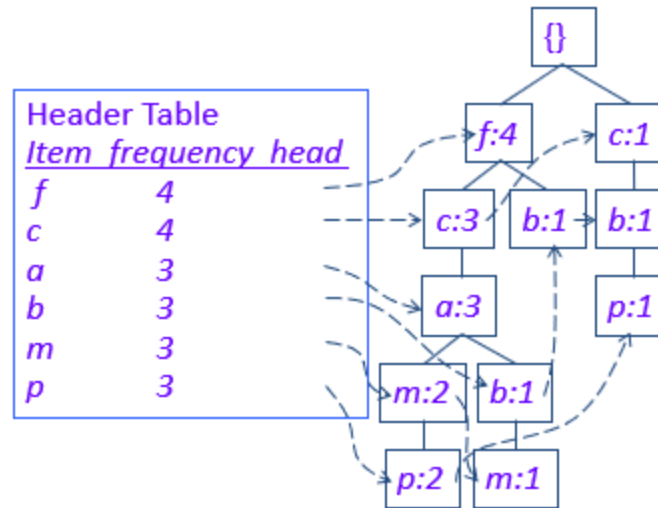 {}
Header Table
Item frequency head
f 4
c 4
a 3
b 3
m 3
p 3
f:4 c:1
c:3 b:1 b:1
a:3 p:1
m:2 b:1
p:2 m:1